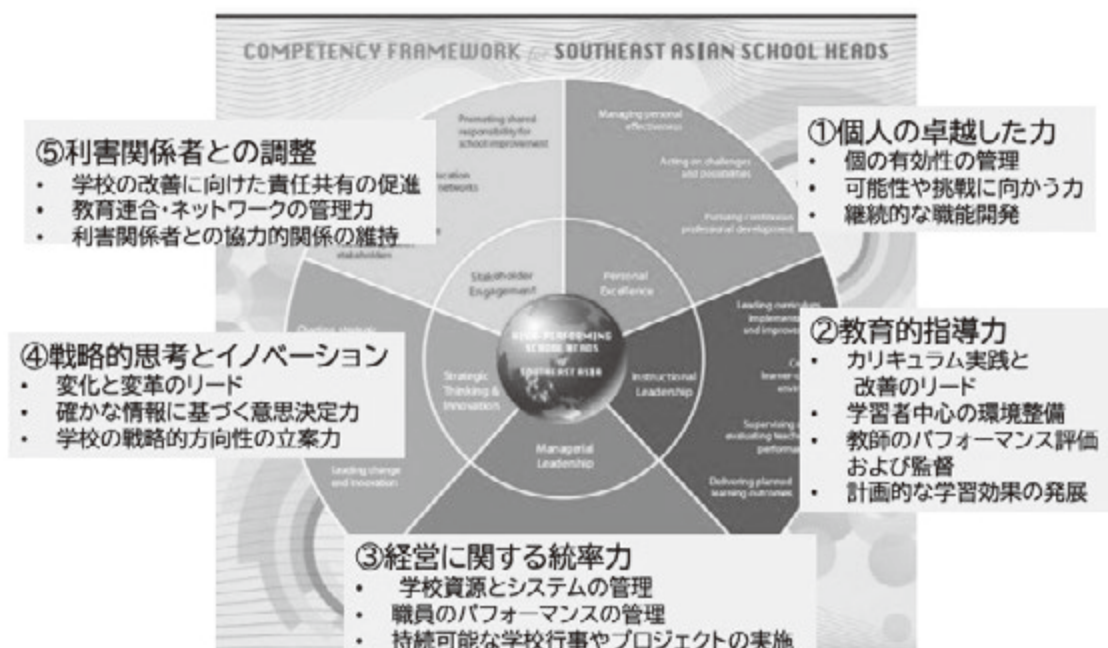 COMPETENCY FRAMEWORK for SOUTHEAST ASIAN SCHOOL HEADS
⑤利害関係者との調整
• 学校の改善に向けた責任共有の促進
• 教育連合・ネットワークの管理力
• 利害関係者との協力的関係の維持
Promoting shared
responsibility for
school improvement
networks
stakeholders
Managing personal
effectiveness
Acting on challenges
and possibilities
Pursuing continuous
professional development
①個人の卓越した力
• 個の有効性の管理
• 可能性や挑戦に向かう力
• 継続的な職能開発
Stakeholder
Engagement
Personal
Excellence
HIGH-PERFORMING
SCHOOL HEADS
of
SOUTHEAST ASIA
④戦略的思考とイノベーション
• 変化と変革のリード
• 確かな情報に基づく意思決定力
• 学校の戦略的方向性の立案力
Leading change
and innovation
Strategic
Thinking &
Innovation
Instructional
Leadership
Managerial
Leadership
Leading curriculum
and
Supervising
evaluating
Delivering planned
learning outcomes
②教育的指導力
• カリキュラム実践と
改善のリード
• 学習者中心の環境整備
• 教師のパフォーマンス評価
および監督
• 計画的な学習効果の発展
③経営に関する統率力
• 学校資源とシステムの管理
• 職員のパフォーマンスの管理
• 持続可能な学校行事やプロジェクトの実施